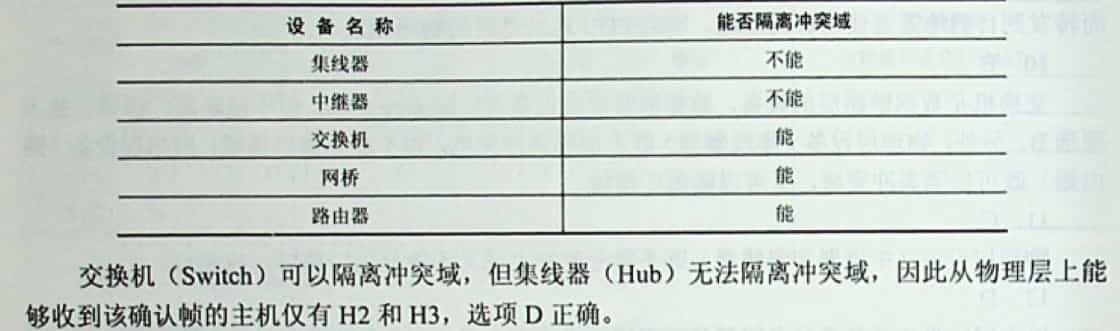 设 备 名 称 能否隔离冲突域
集线器 不能
中继器 不能
交换机 能
网桥 能
路由器 能
交换机（Switch）可以隔离冲突域，但集线器（Hub）无法隔离冲突域，因此从物理层上能
够收到该确认帧的主机仅有 H2 和 H3，选项 D 正确。